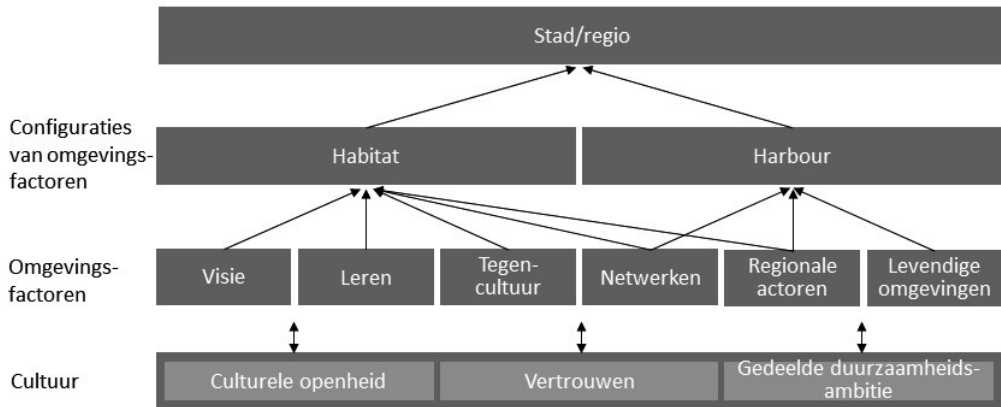 Stad/regio
Configuraties
van omgevings-
factoren
Habitat
Harbour
Omgevings-
factoren
Visie
Leren
Tegen-
cultuur
Netwerken
Regionale
actoren
Levendige
omgevingen
Cultuur
Culturele openheid
Vertrouwen
Gedeelde duurzaamheids-
ambitie